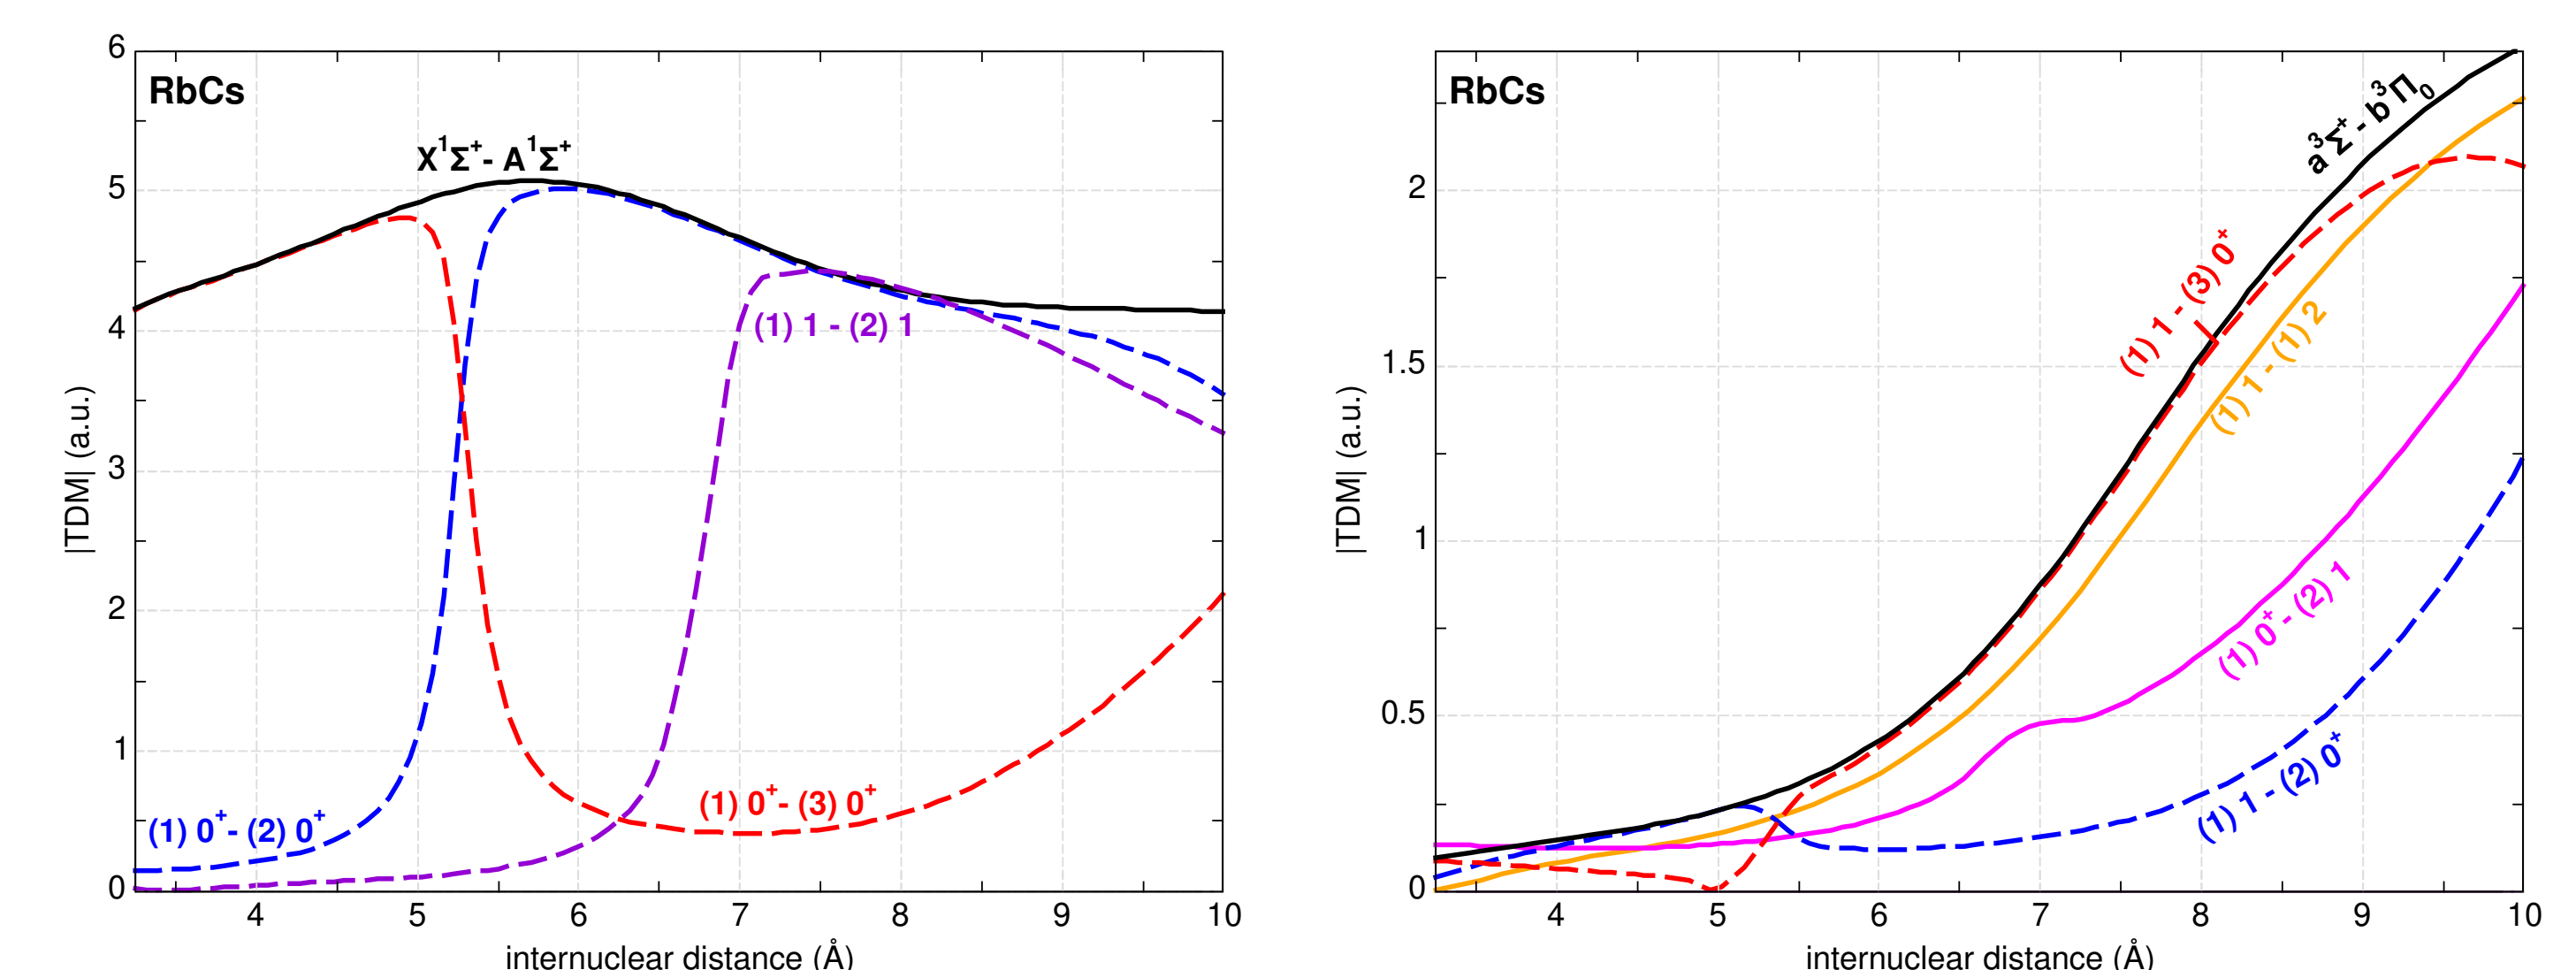 RbCs
X¹Σ⁺- A¹Σ⁺
(1) 1 - (2) 1
(1) 0⁺- (3) 0⁺
(1) 0⁺- (2) 0⁺
|TDM| (a.u.)
6
5
4
3
2
1
0
4 5 6 7 8 9 10
internuclear distance (Å)
RbCs
a³Σ⁺- b³Π₀
(1) 1 - (3) 0⁺
(1) 1 - (1) 2
(1) 0⁺- (2) 1
(1) 1 - (2) 0⁺
|TDM| (a.u.)
2
1.5
1
0.5
0
4 5 6 7 8 9 10
internuclear distance (Å)